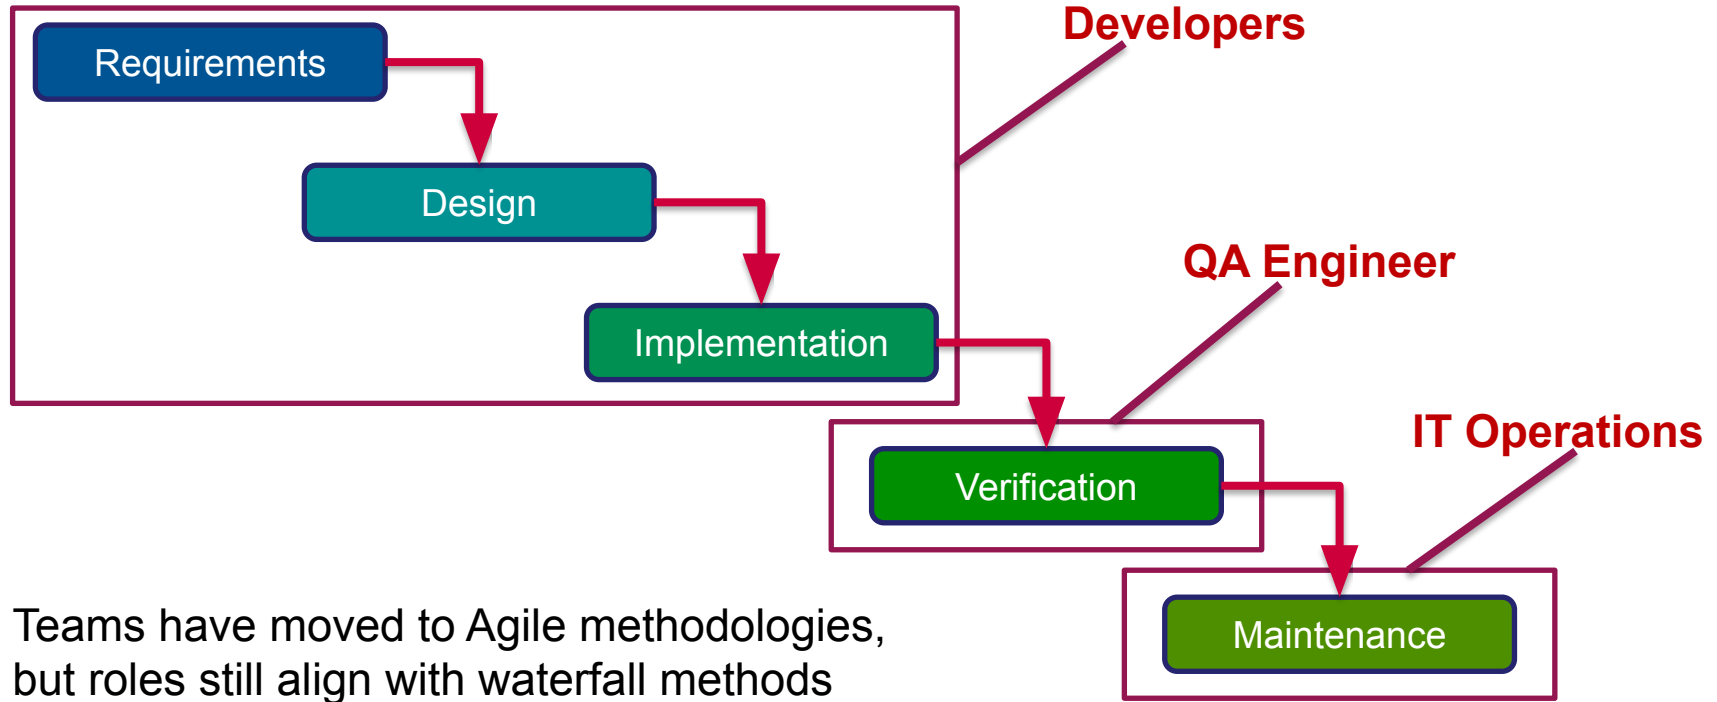 Developers
Requirements
Design
QA Engineer
Implementation
IT Operations
Verification
Teams have moved to Agile methodologies,
but roles still align with waterfall methods
Maintenance